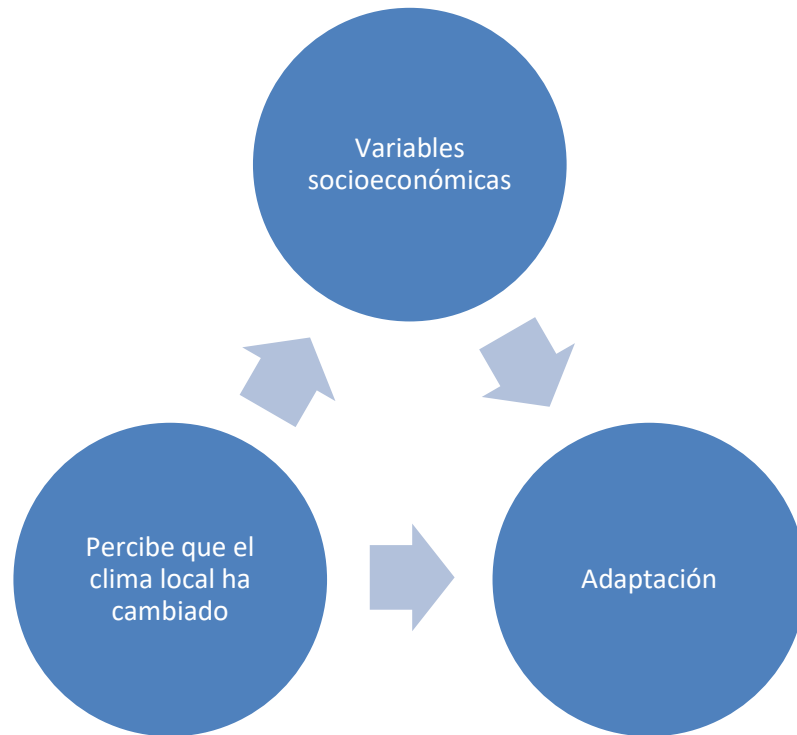 Variables
socioeconómicas
Percibe que el
clima local ha
cambiado
Adaptación